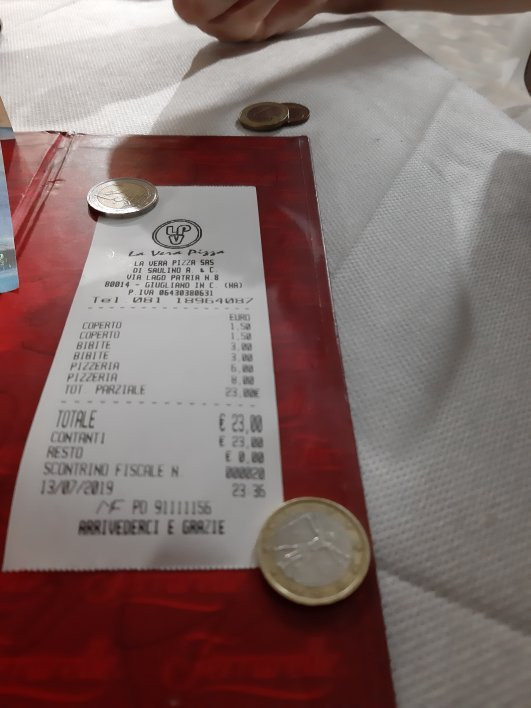 LPV
La Vera Pizza
LA VERA PIZZA SAS
DI SAULINO A. & C.
VIA LAGO PATRIA N.8
80014 - GIUGLIANO IN C. (NA)
P.IVA 06430380631
Tel 081 18964087
EURO
COPERTO 1,50
COPERTO 1,50
BIBITE 3,00
BIBITE 3,00
PIZZERIA 6,00
PIZZERIA 8,00
TOT. PARZIALE 23,00€
TOTALE € 23,00
CONTANTI € 23,00
RESTO € 0,00
SCONTRINO FISCALE N. 000020
13/07/2019 23:36
MF PD 91111156
ARRIVEDERCI E GRAZIE